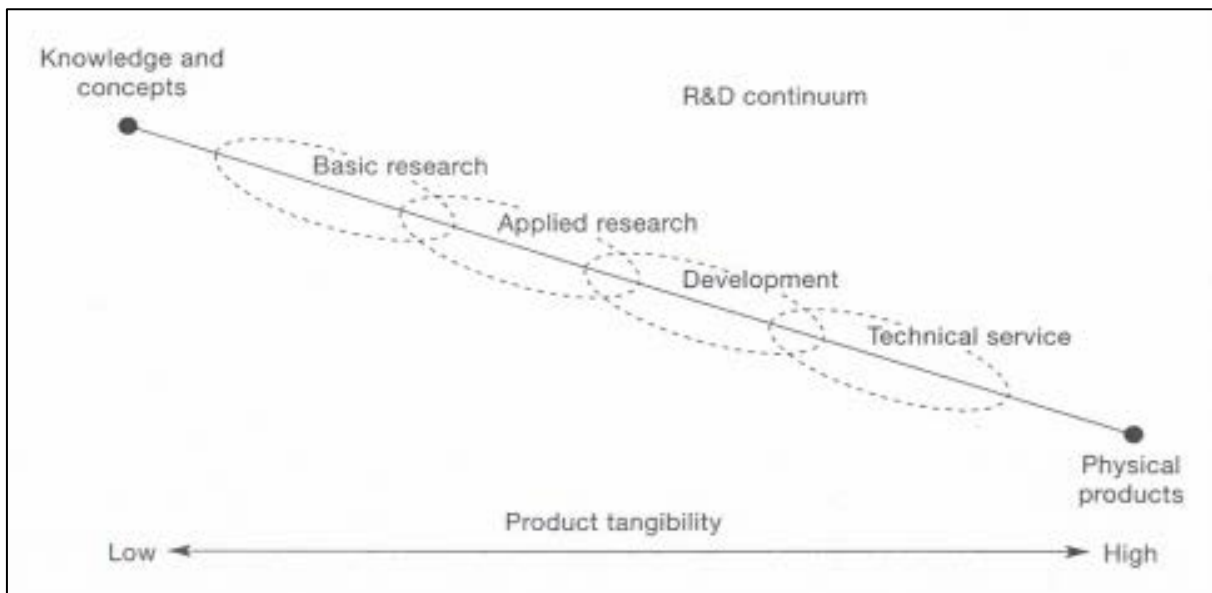 Knowledge and
concepts
R&D continuum
Basic research
Applied research
Development
Technical service
Physical
products
Product tangibility
Low
High